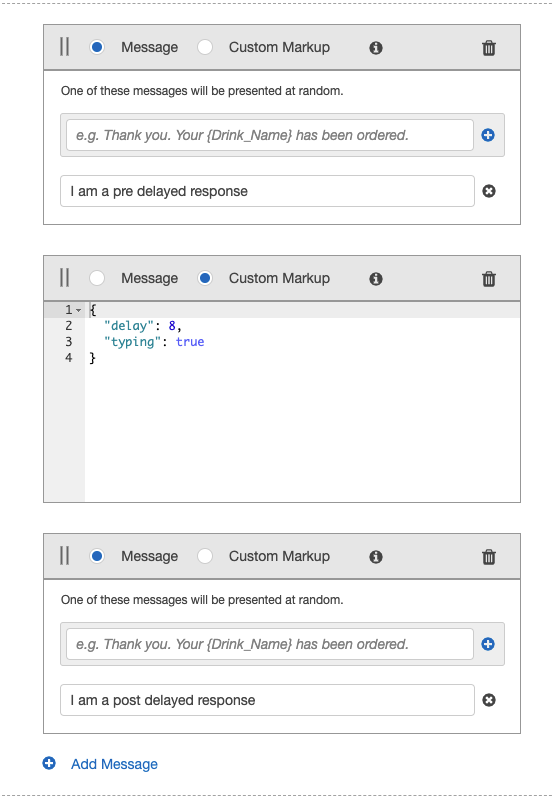 Message Custom Markup
One of these messages will be presented at random.
e.g. Thank you. Your {Drink_Name} has been ordered.
I am a pre delayed response
Message Custom Markup
1 {
2 "delay": 8,
3 "typing": true
4 }
Message Custom Markup
One of these messages will be presented at random.
e.g. Thank you. Your {Drink_Name} has been ordered.
I am a post delayed response
Add Message